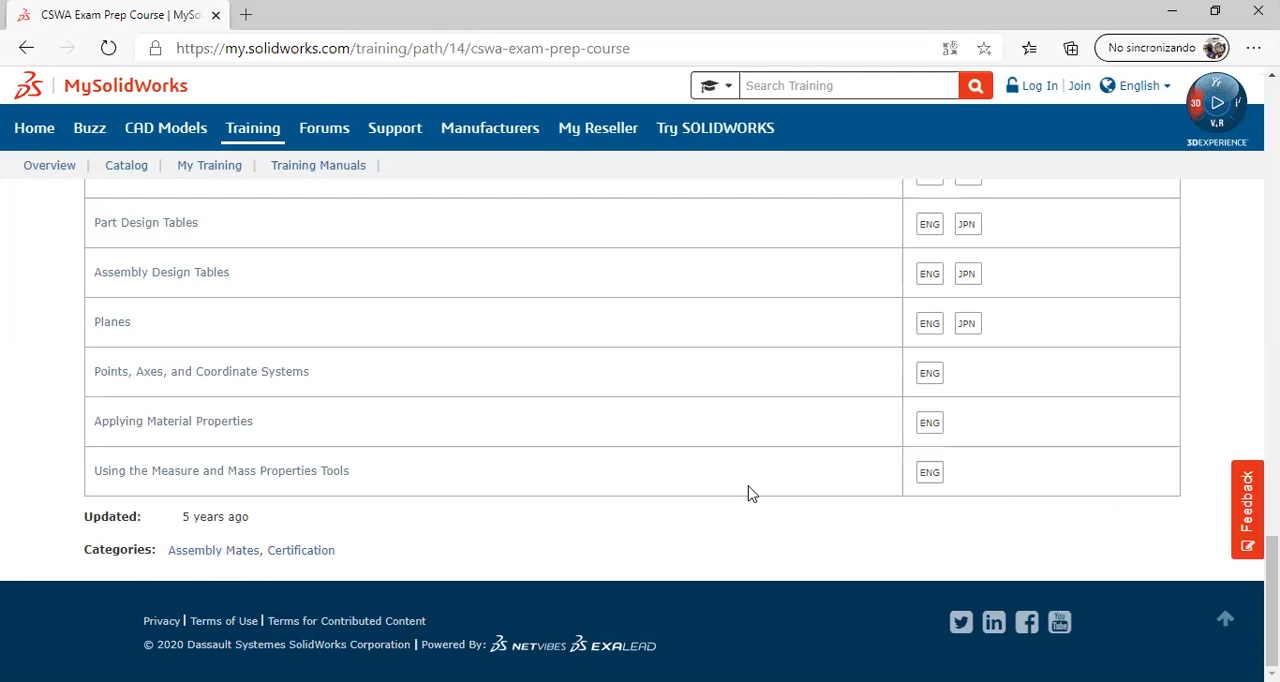 CSWA Exam Prep Course | MySo
https://my.solidworks.com/training/path/14/cswa-exam-prep-course
No sincronizando
MySolidWorks
Search Training
Log In | Join
English
Home Buzz CAD Models Training Forums Support Manufacturers My Reseller Try SOLIDWORKS
3D
V.R
3DEXPERIENCE
Overview | Catalog | My Training | Training Manuals |
Part Design Tables ENG JPN
Assembly Design Tables ENG JPN
Planes ENG JPN
Points, Axes, and Coordinate Systems ENG
Applying Material Properties ENG
Using the Measure and Mass Properties Tools ENG
Feedback
Updated: 5 years ago
Categories: Assembly Mates, Certification
Privacy | Terms of Use | Terms for Contributed Content
© 2020 Dassault Systemes SolidWorks Corporation | Powered By: NETVIBES EXALEAD
You Tube